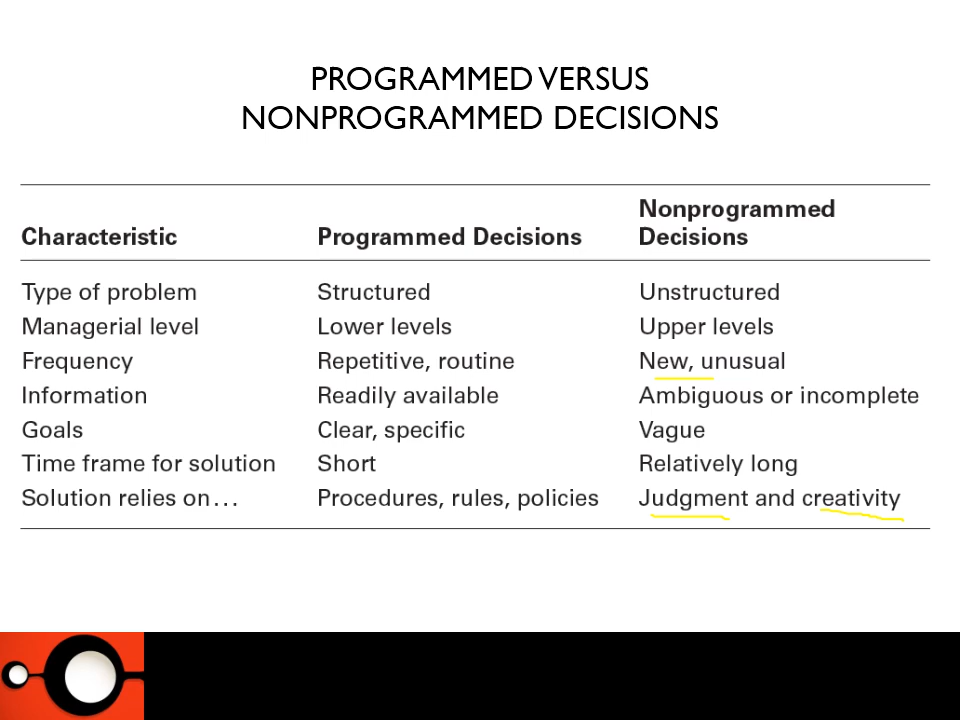 PROGRAMMED VERSUS
NONPROGRAMMED DECISIONS
Characteristic Programmed Decisions Nonprogrammed Decisions
Type of problem Structured Unstructured
Managerial level Lower levels Upper levels
Frequency Repetitive, routine New, unusual
Information Readily available Ambiguous or incomplete
Goals Clear, specific Vague
Time frame for solution Short Relatively long
Solution relies on... Procedures, rules, policies Judgment and creativity